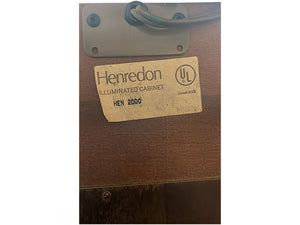 Henredon
ILLUMINATED CABINET
HEN 2000
UL